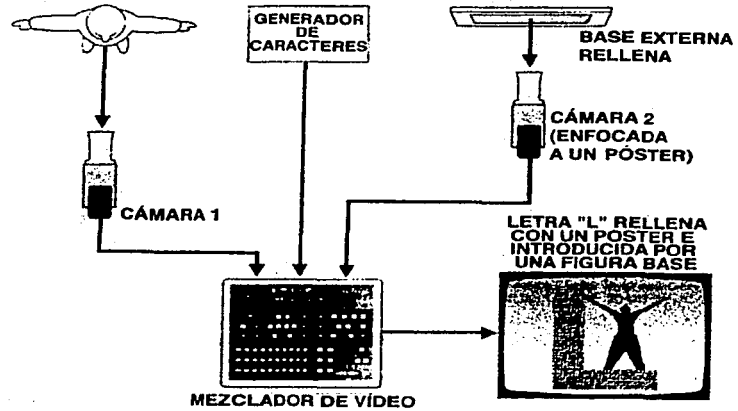 GENERADOR
DE
CARACTERES
BASE EXTERNA
RELLENA
CÁMARA 2
(ENFOCADA
A UN PÓSTER)
CÁMARA 1
LETRA "L" RELLENA
CON UN POSTER E
INTRODUCIDA POR
UNA FIGURA BASE
MEZCLADOR DE VÍDEO